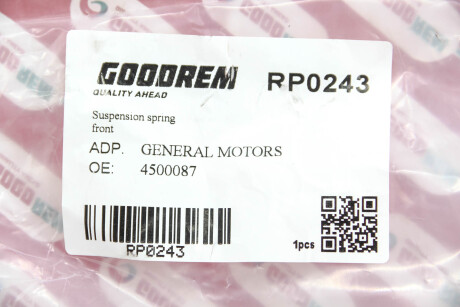 GOODREM
QUALITY AHEAD
RP0243
Suspension spring
front
ADP. GENERAL MOTORS
OE: 4500087
RP0243
1pcs